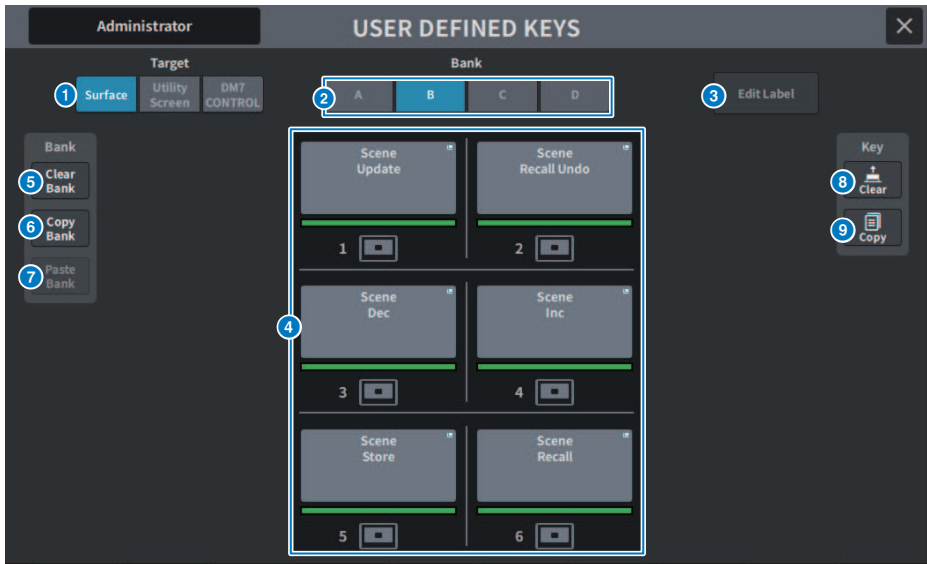 Administrator
USER DEFINED KEYS
Target
Bank
1
Surface
Utility
Screen
DM7
CONTROL
2
A
B
C
D
3
Edit Label
Bank
5
Clear
Bank
6
Copy
Bank
7
Paste
Bank
4
Scene
Update
Scene
Recall Undo
1
2
Scene
Dec
Scene
Inc
3
4
Scene
Store
Scene
Recall
5
6
Key
8
Clear
9
Copy